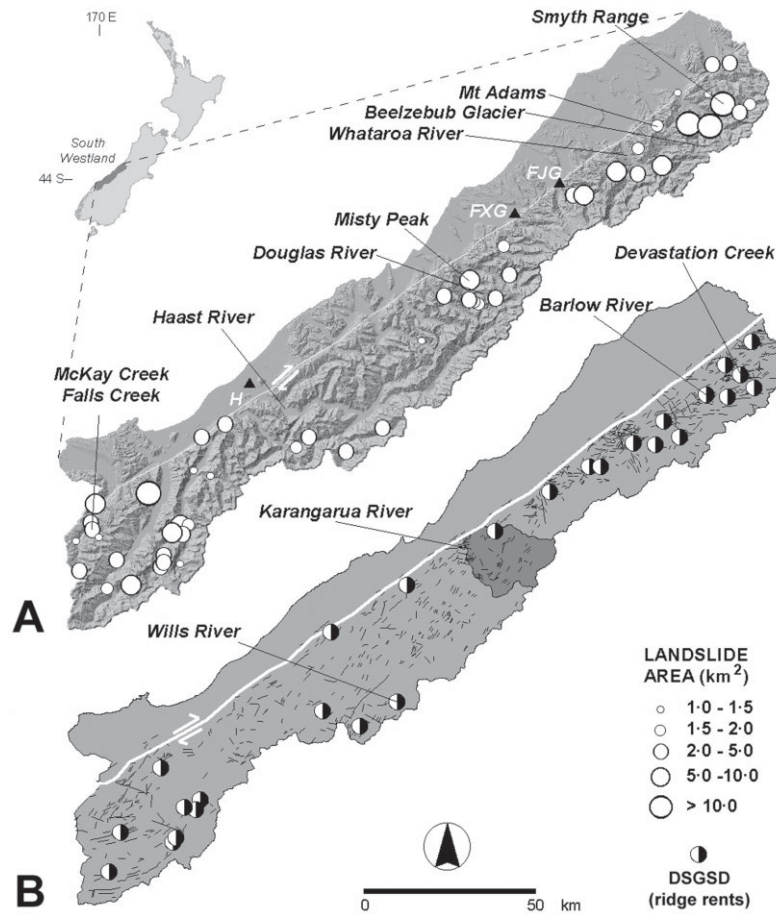 170 E
South
Westland
44 S
Smyth Range
Mt Adams
Beelzebub Glacier
Whataroa River
FJG
FXG
Misty Peak
Douglas River
Haast River
McKay Creek
Falls Creek
H
A
Devastation Creek
Barlow River
Karangarua River
Wills River
B
LANDSLIDE
AREA (km²)
1·0 - 1·5
1·5 - 2·0
2·0 - 5·0
5·0 -10·0
> 10·0
DSGSD
(ridge rents)
0 50
km